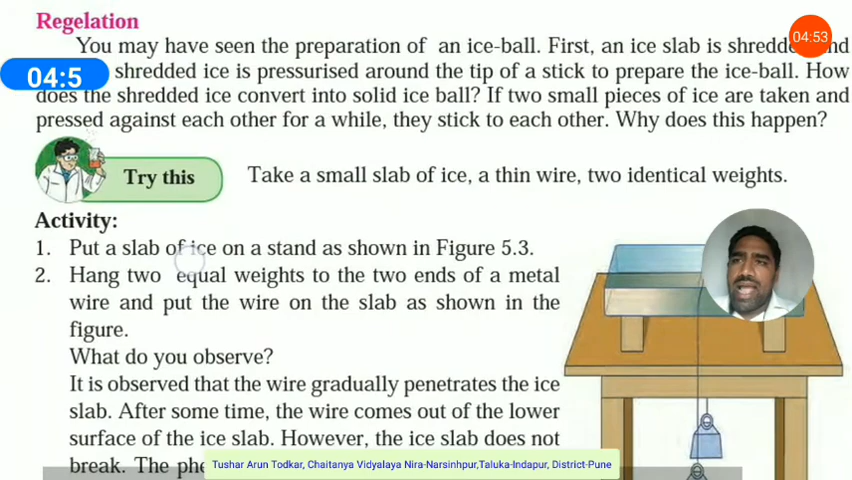 Regelation
04:53
You may have seen the preparation of an ice-ball. First, an ice slab is shredded and
04:5
shredded ice is pressurised around the tip of a stick to prepare the ice-ball. How
does the shredded ice convert into solid ice ball? If two small pieces of ice are taken and
pressed against each other for a while, they stick to each other. Why does this happen?
Try this
Take a small slab of ice, a thin wire, two identical weights.
Activity:
1. Put a slab of ice on a stand as shown in Figure 5.3.
2. Hang two equal weights to the two ends of a metal
wire and put the wire on the slab as shown in the
figure.
What do you observe?
It is observed that the wire gradually penetrates the ice
slab. After some time, the wire comes out of the lower
surface of the ice slab. However, the ice slab does not
break. The
Tushar Arun Todkar, Chaitanya Vidyalaya Nira-Narsinhpur,Taluka-Indapur, District-Pune